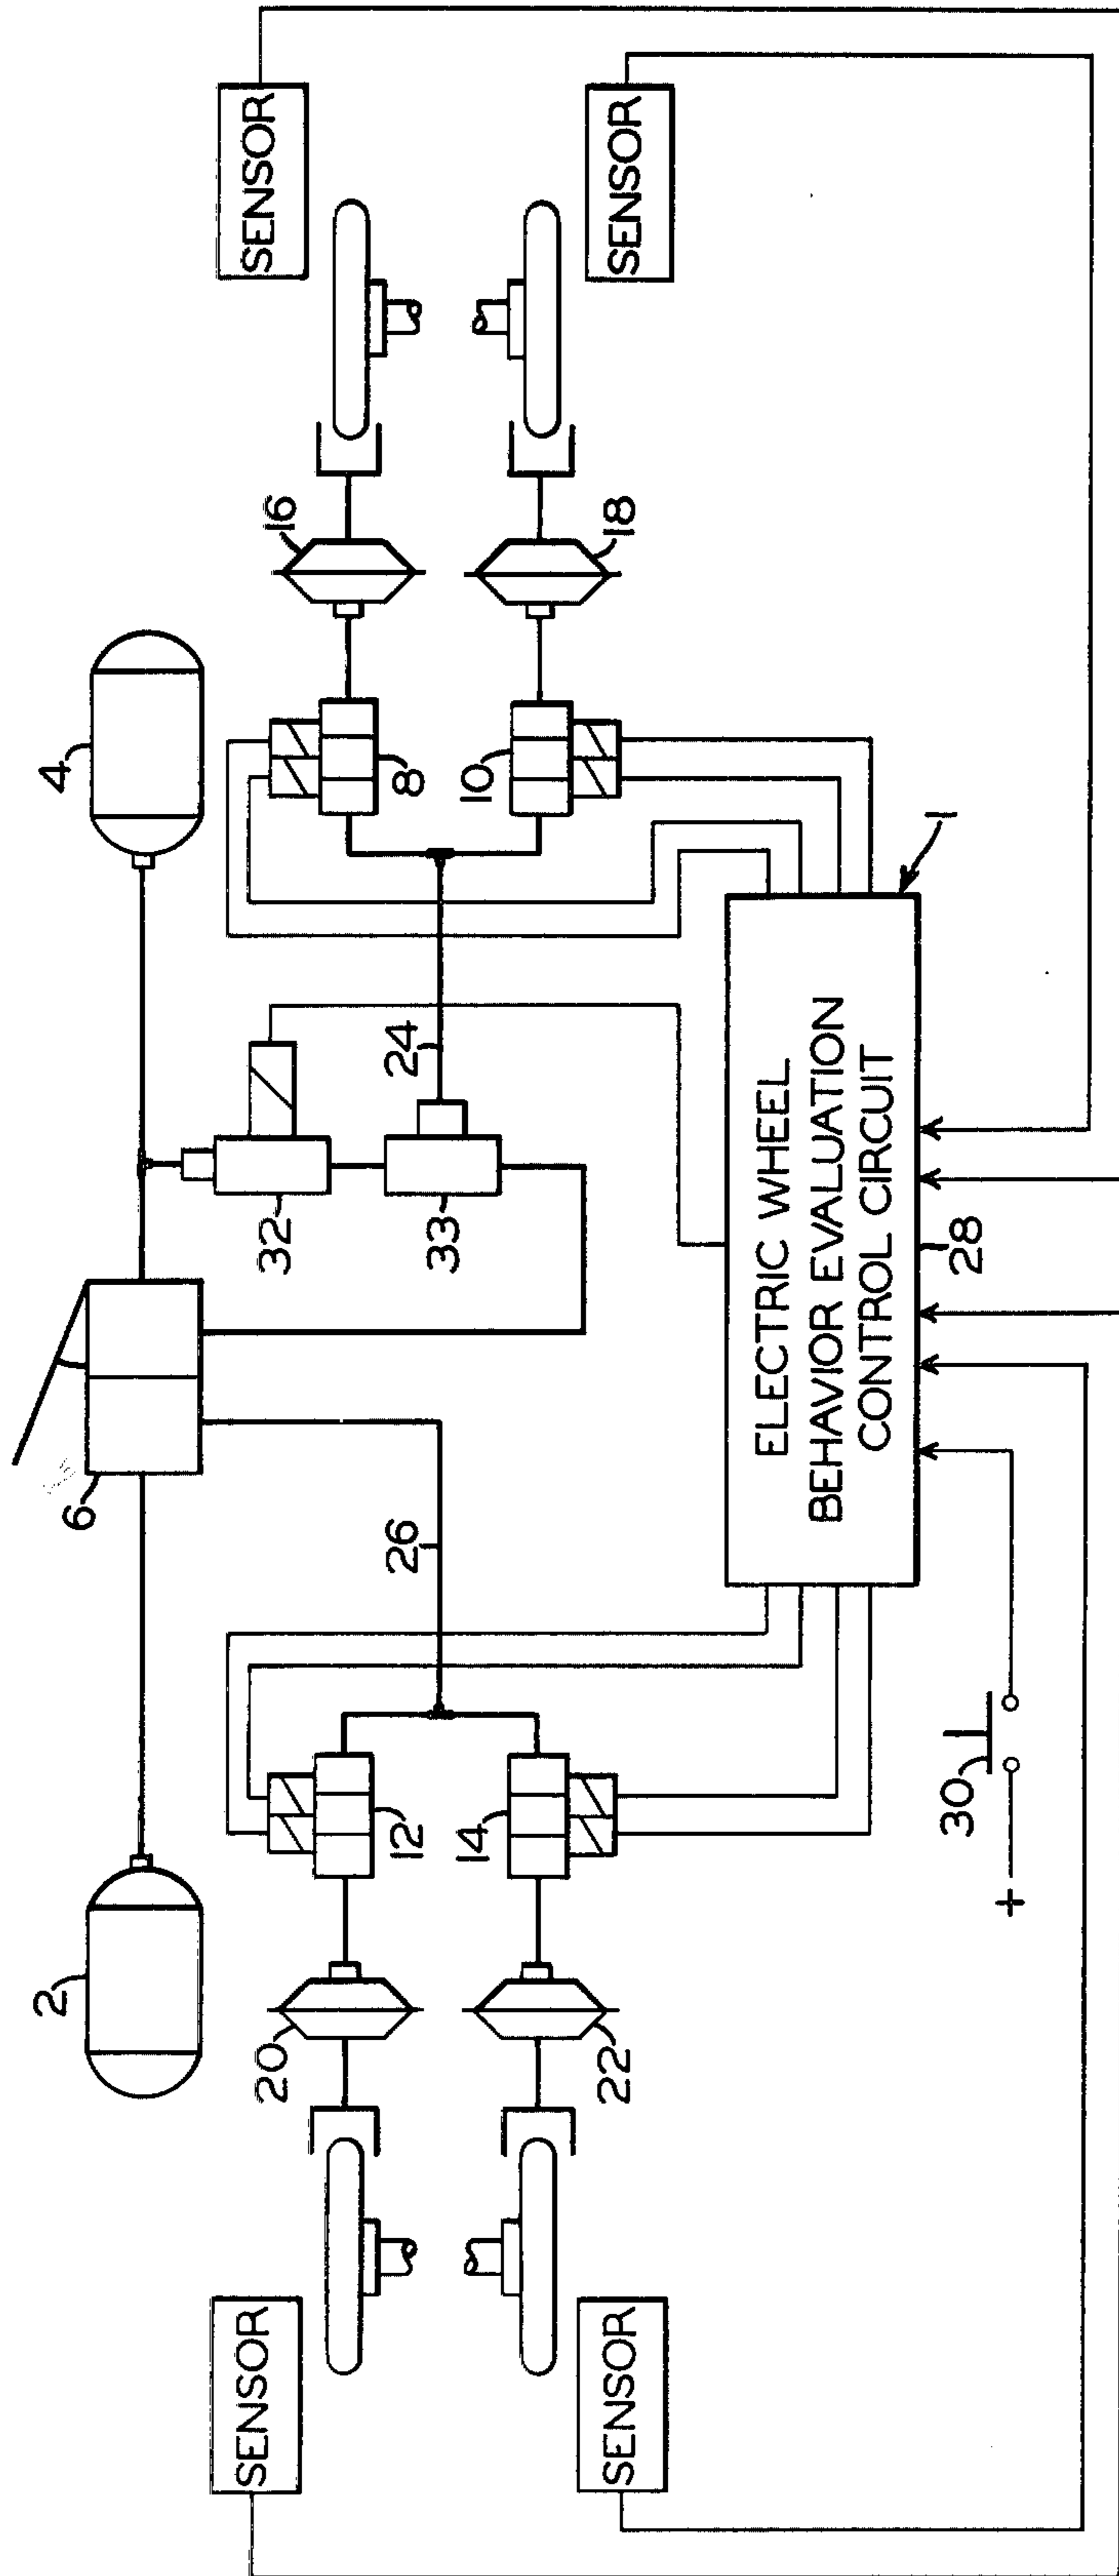 SENSOR
SENSOR
4
16
18
8
10
24
32
33
1
ELECTRIC WHEEL
BEHAVIOR EVALUATION
CONTROL CIRCUIT
28
6
26
12
14
30
+
2
20
22
SENSOR
SENSOR